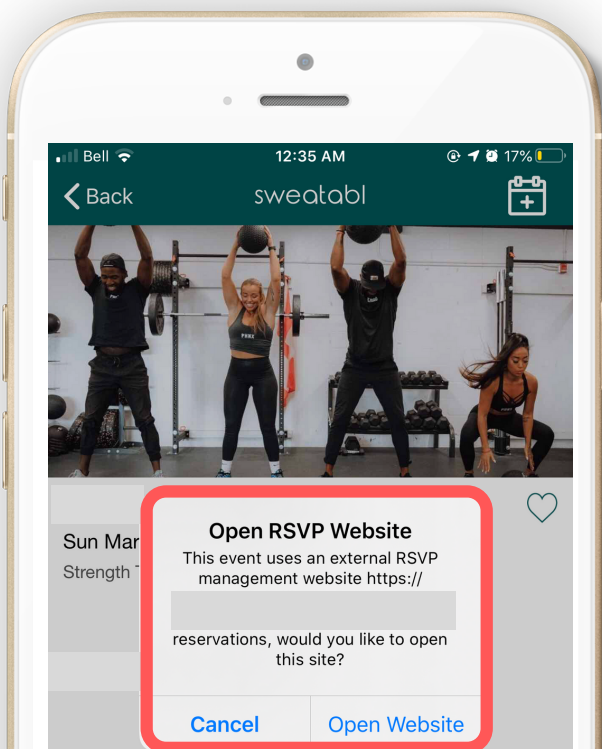 Bell 12:35 AM 17%
Back sweatabl
Sun Mar
Strength
Open RSVP Website
This event uses an external RSVP
management website https://
reservations, would you like to open
this site?
Cancel Open Website